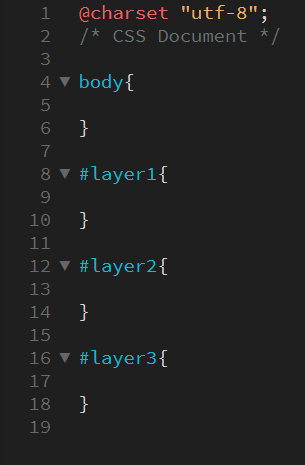 1 @charset "utf-8";
2 /* CSS Document */
3
4 body{
5
6 }
7
8 #layer1{
9
10 }
11
12 #layer2{
13
14 }
15
16 #layer3{
17
18 }
19